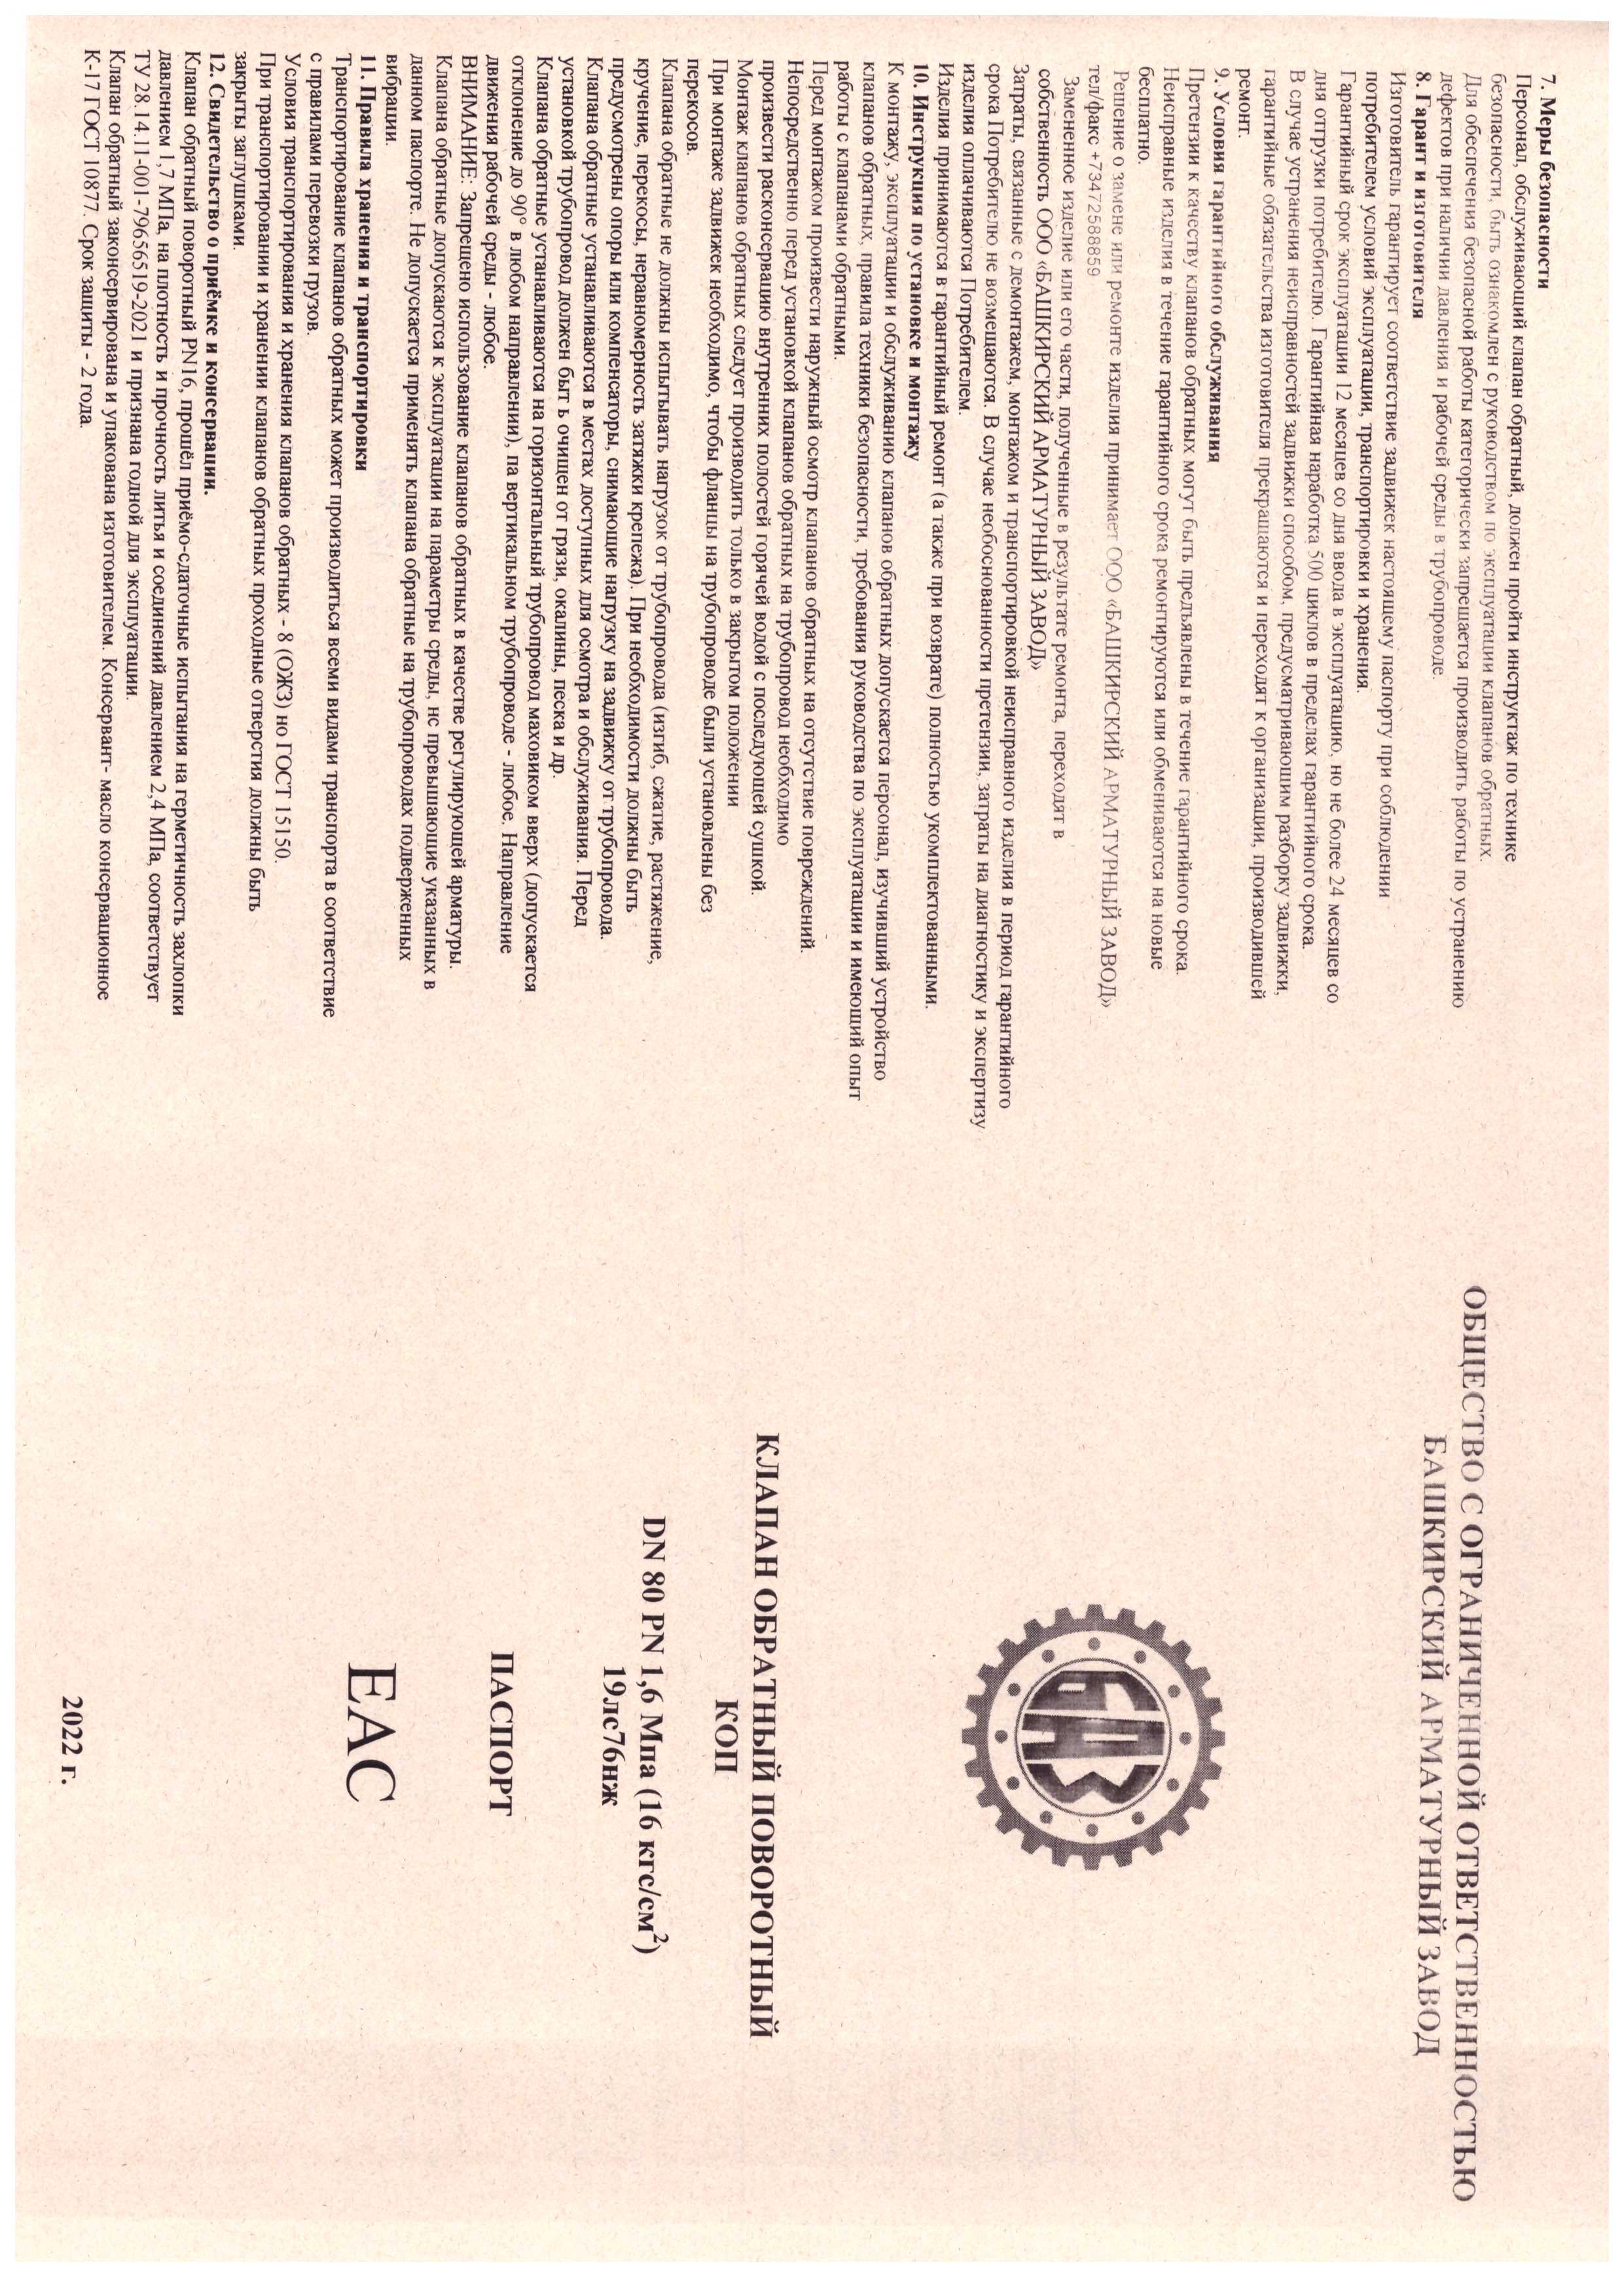 7. Меры безопасности
Персонал, обслуживающий клапан обратный, должен пройти инструктаж по технике
безопасности, быть ознакомлен с руководством по эксплуатации клапанов обратных.
Для обеспечения безопасной работы категорически запрещается производить работы по устранению
дефектов при наличии давления и рабочей среды в трубопроводе.
8. Гарант и изготовителя
Изготовитель гарантирует соответствие задвижек настоящему паспорту при соблюдении
потребителем условий эксплуатации, транспортировки и хранения.
Гарантийный срок эксплуатации 12 месяцев со дня ввода в эксплуатацию, но не более 24 месяцев со
дня отгрузки потребителю. Гарантийная наработка 500 циклов в пределах гарантийного срока.
В случае устранения неисправностей задвижки способом, предусматривающим разборку задвижки,
гарантийные обязательства изготовителя прекращаются и переходят к организации, производившей
ремонт.
9. Условия гарантийного обслуживания
Претензии к качеству клапанов обратных могут быть предъявлены в течение гарантийного срока.
Неисправные изделия в течение гарантийного срока ремонтируются или обмениваются на новые
бесплатно.
Решение о замене или ремонте изделия принимает ООО «БАШКИРСКИЙ АРМАТУРНЫЙ ЗАВОД»
тел/факс +73472588859
Замененное изделие или его части, полученные в результате ремонта, переходят в
собственность ООО «БАШКИРСКИЙ АРМАТУРНЫЙ ЗАВОД»
Затраты, связанные с демонтажем, монтажом и транспортировкой неисправного изделия в период гарантийного
срока Потребителю не возмещаются. В случае необоснованности претензии, затраты на диагностику и экспертизу
изделия оплачиваются Потребителем.
Изделия принимаются в гарантийный ремонт (а также при возврате) полностью укомплектованными.
10. Инструкция по установке и монтажу
К монтажу, эксплуатации и обслуживанию клапанов обратных допускается персонал, изучивший устройство
клапанов обратных, правила техники безопасности, требования руководства по эксплуатации и имеющий опыт
работы с клапанами обратными.
Перед монтажом произвести наружный осмотр клапанов обратных на отсутствие повреждений.
Непосредственно перед установкой клапанов обратных на трубопровод необходимо
произвести расконсервацию внутренних полостей горячей водой с последующей сушкой.
Монтаж клапанов обратных следует производить только в закрытом положении
При монтаже задвижек необходимо, чтобы фланцы на трубопроводе были установлены без
перекосов.
Клапана обратные не должны испытывать нагрузок от трубопровода (изгиб, сжатие, растяжение,
кручение, перекосы, неравномерность затяжки крепежа). При необходимости должны быть
предусмотрены опоры или компенсаторы, снимающие нагрузку на задвижку от трубопровода.
Клапана обратные устанавливаются в местах доступных для осмотра и обслуживания. Перед
установкой трубопровод должен быт ь очищен от грязи, окалины, песка и др.
Клапана обратные устанавливаются на горизонтальный трубопровод маховиком вверх (допускается
отклонение до 90° в любом направлении), па вертикальном трубопроводе - любое. Направление
движения рабочей среды - любое.
ВНИМАНИЕ: Запрещено использование клапанов обратных в качестве регулирующей арматуры.
Клапана обратные допускаются к эксплуатации на параметры среды, нс превышающие указанных в
данном паспорте. Не допускается применять клапана обратные на трубопроводах подверженных
вибрации.
11. Правила хранения и транспортировки
Транспортирование клапанов обратных может производиться всеми видами транспорта в соответствие
с правилами перевозки грузов.
Условия транспортирования и хранения клапанов обратных - 8 (ОЖЗ) но ГОСТ 15150.
При транспортировании и хранении клапанов обратных проходные отверстия должны быть
закрыты заглушками.
12. Свидетельство о приёмке и консервации.
Клапан обратный поворотный PN16, прошёл приёмо-сдаточные испытания на герметичность захлопки
давлением 1,7 МПа, на плотность и прочность литья и соединений давлением 2,4 МПа, соответствует
ТУ 28.14.11-001-79656519-2021 и признана годной для эксплуатации.
Клапан обратный законсервирована и упакована изготовителем. Консервант- масло консервационное
К-17 ГОСТ 10877. Срок защиты - 2 года.
ОБЩЕСТВО С ОГРАНИЧЕННОЙ ОТВЕТСТВЕННОСТЬЮ
БАШКИРСКИЙ АРМАТУРНЫЙ ЗАВОД
БАЗ
КЛАПАН ОБРАТНЫЙ ПОВОРОТНЫЙ
КОП
DN 80 PN 1,6 Мпа (16 кгс/см²)
19лс76нж
ПАСПОРТ
ЕАС
2022 г.